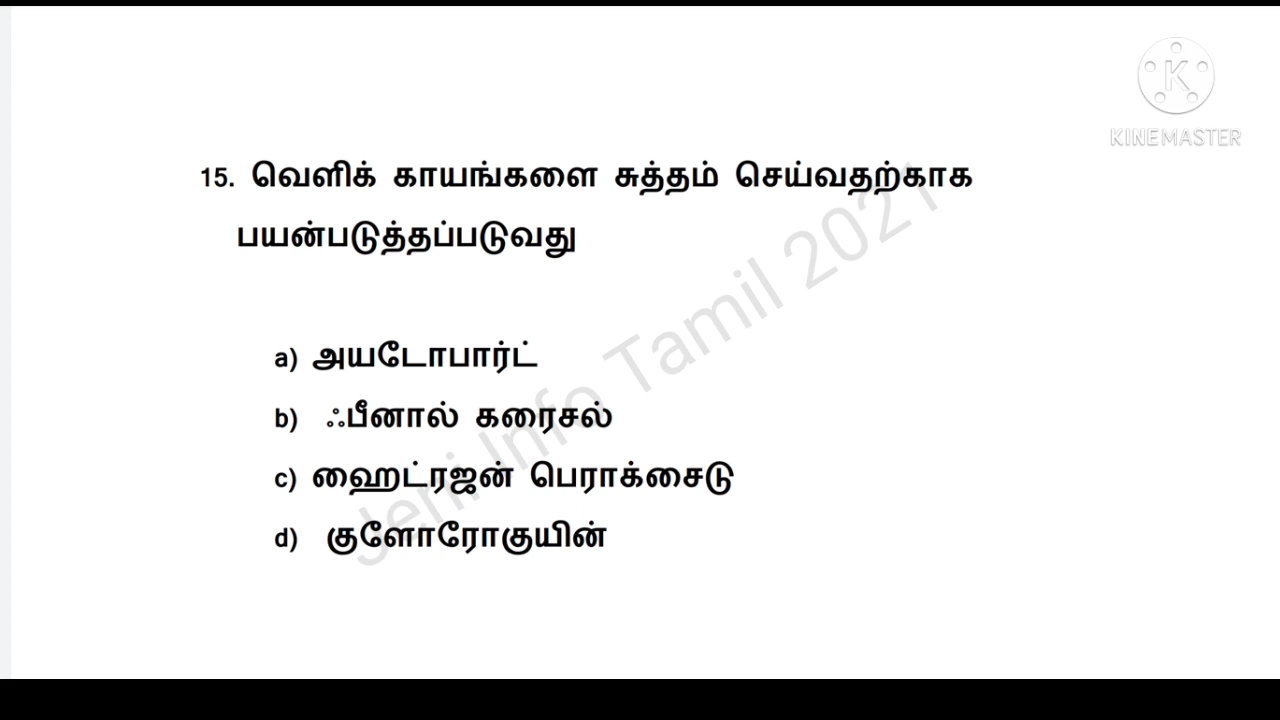 KINEMASTER
15. வெளிக் காயங்களை சுத்தம் செய்வதற்காக
பயன்படுத்தப்படுவது
a) அயடோபார்ட்
b) ஃபீனால் கரைசல்
c) ஹைட்ரஜன் பெராக்சைடு
d) குளோரோகுயின்
Jeni Info Tamil 2021